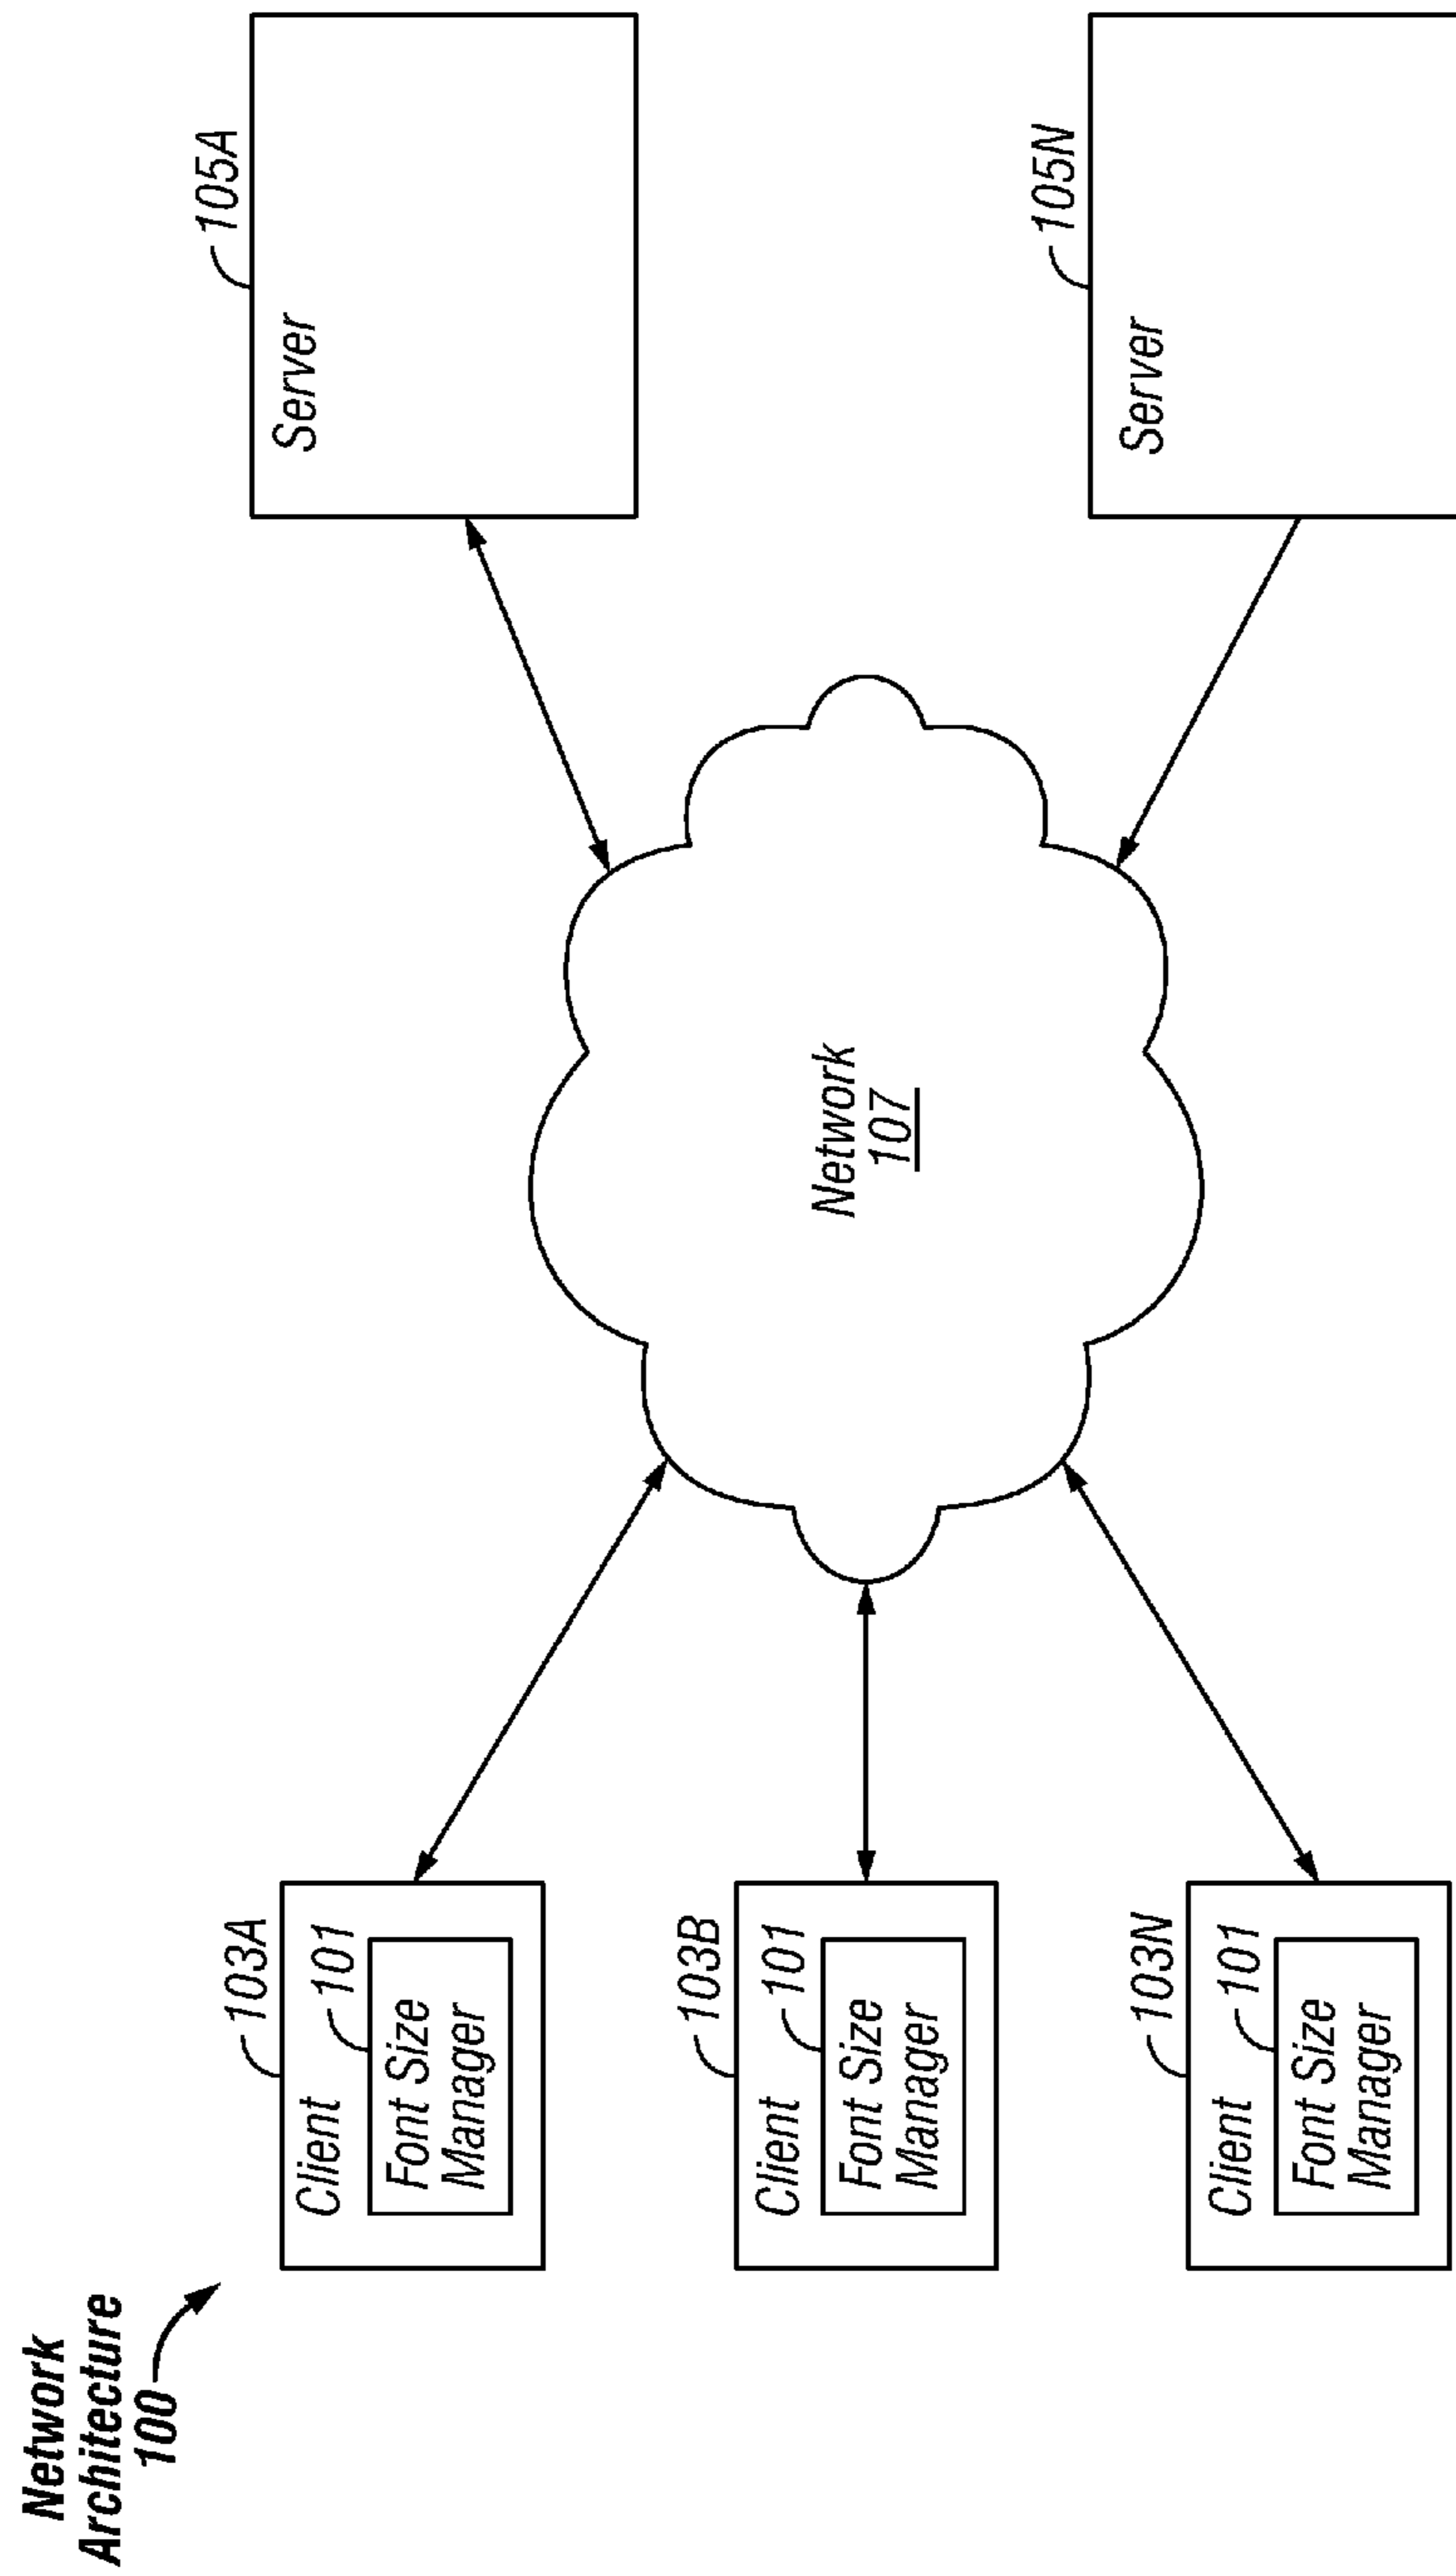 Network
Architecture
100
103A
Client
101
Font Size
Manager
103B
Client
101
Font Size
Manager
103N
Client
101
Font Size
Manager
Network
107
105A
Server
105N
Server